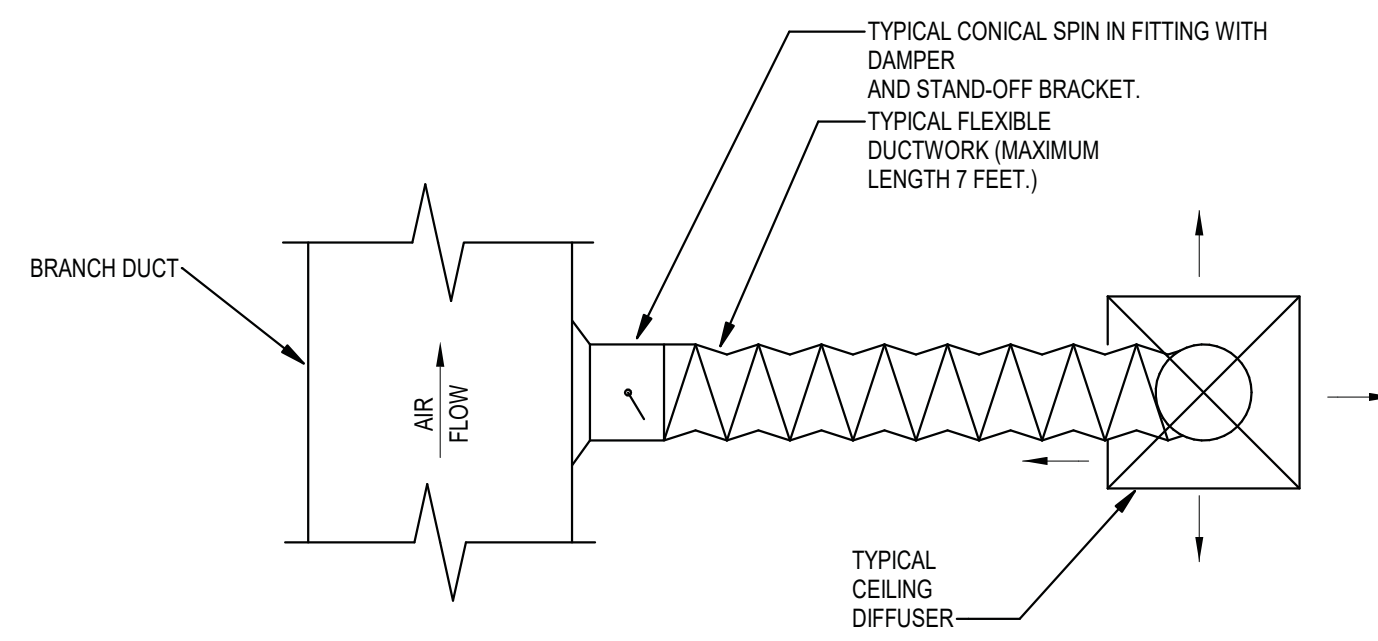 TYPICAL CONICAL SPIN IN FITTING WITH
DAMPER
AND STAND-OFF BRACKET.
TYPICAL FLEXIBLE
DUCTWORK (MAXIMUM
LENGTH 7 FEET.)
BRANCH DUCT
AIR
FLOW
TYPICAL
CEILING
DIFFUSER